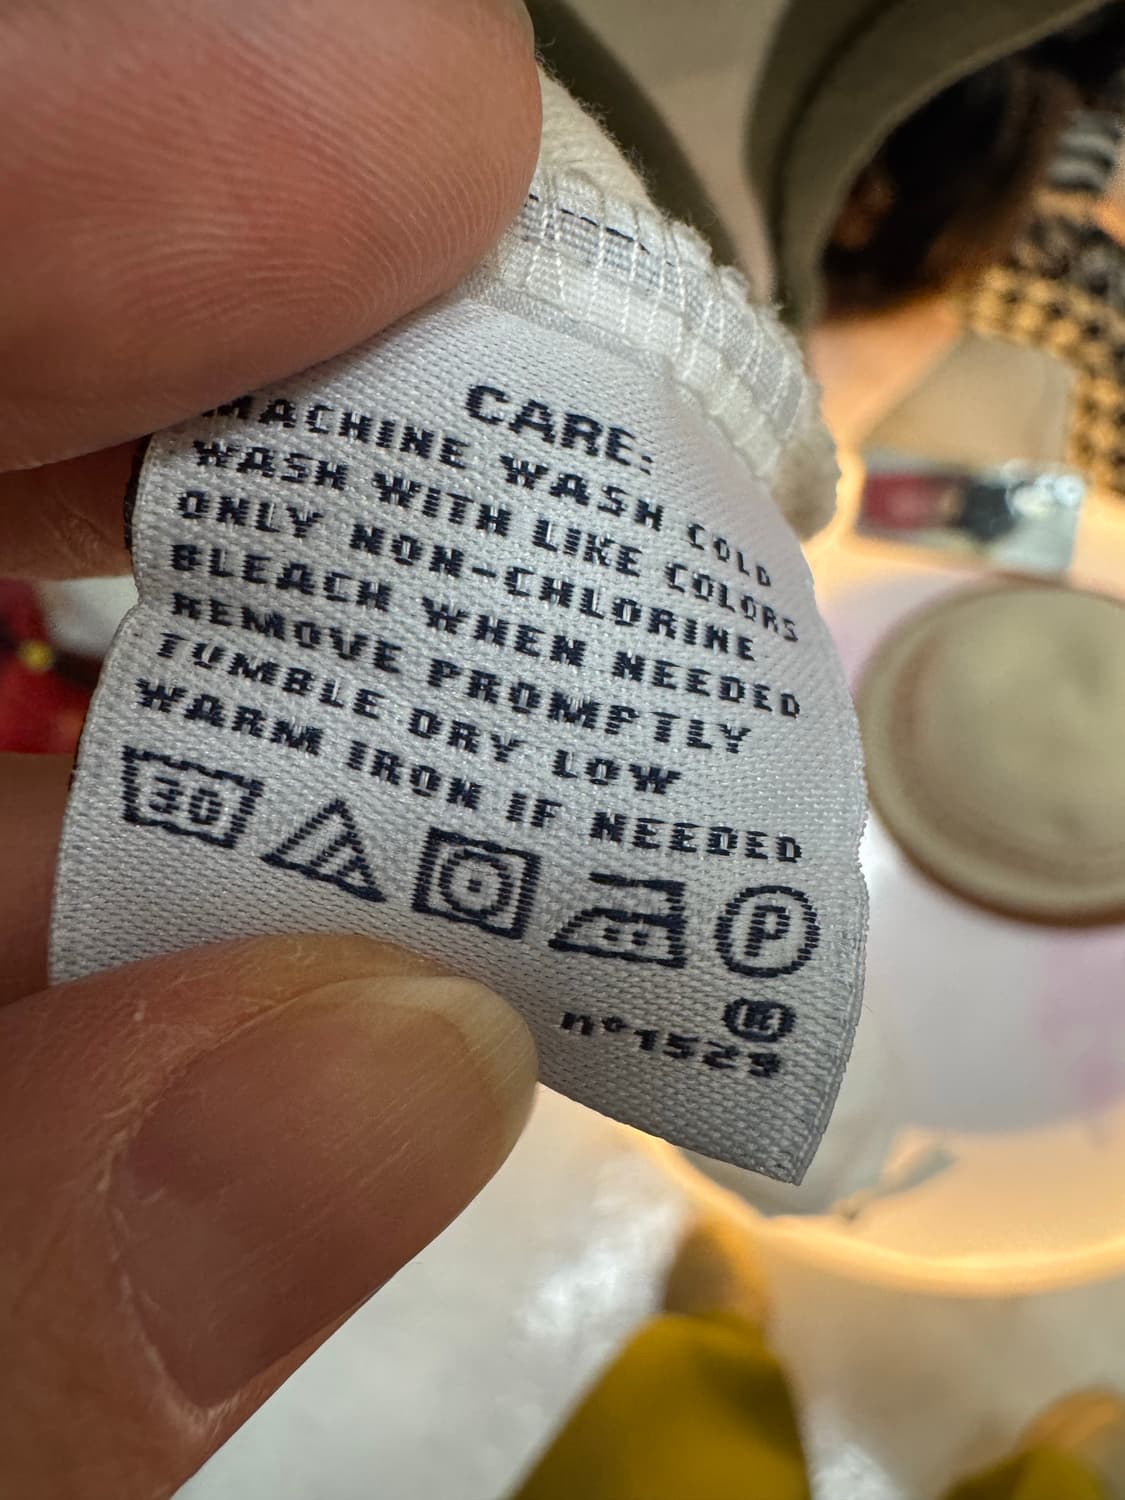 CARE:
MACHINE WASH COLD
WASH WITH LIKE COLORS
ONLY NON-CHLORINE
BLEACH WHEN NEEDED
REMOVE PROMPTLY
TUMBLE DRY LOW
WARM IRON IF NEEDED
30 P
n°1529